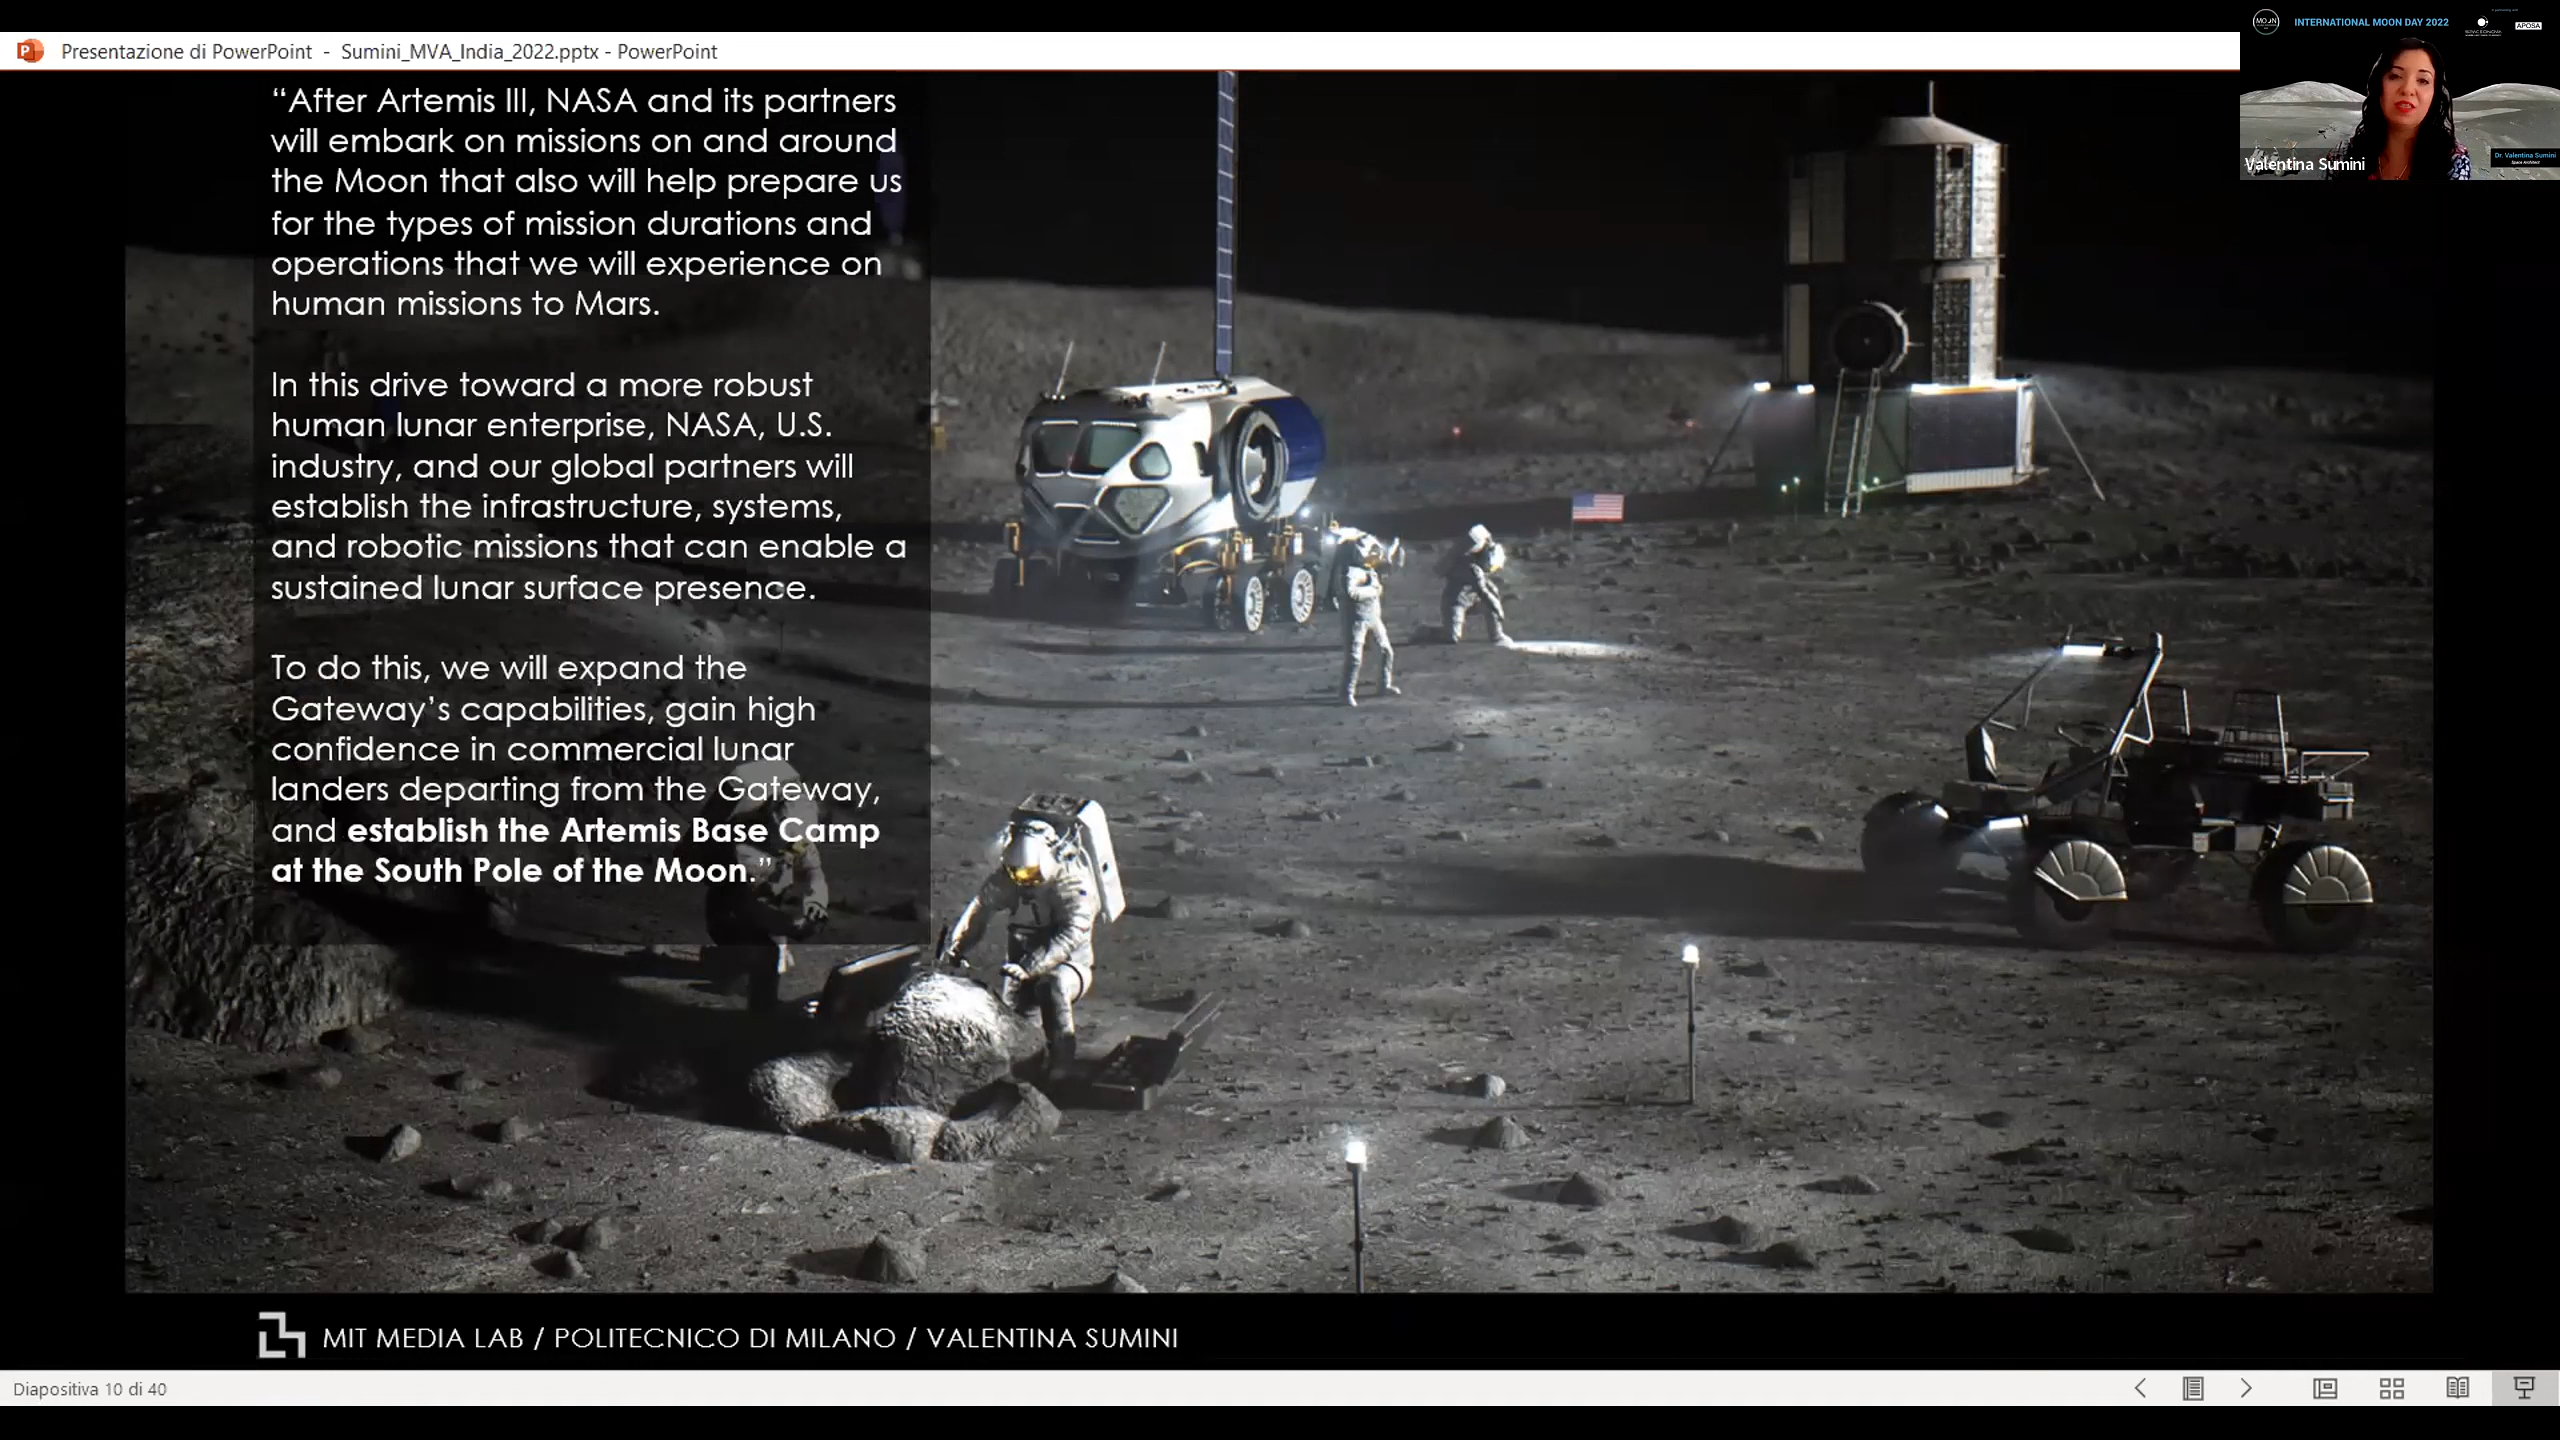 INTERNATIONAL MOON DAY 2022
APOSA
Presentazione di PowerPoint - Sumini_MVA_India_2022.pptx - PowerPoint
Valentina Sumini
Dr. Valentina Sumini
Space Architect
“After Artemis III, NASA and its partners
will embark on missions on and around
the Moon that also will help prepare us
for the types of mission durations and
operations that we will experience on
human missions to Mars.
In this drive toward a more robust
human lunar enterprise, NASA, U.S.
industry, and our global partners will
establish the infrastructure, systems,
and robotic missions that can enable a
sustained lunar surface presence.
To do this, we will expand the
Gateway’s capabilities, gain high
confidence in commercial lunar
landers departing from the Gateway,
and establish the Artemis Base Camp
at the South Pole of the Moon.”
MIT MEDIA LAB / POLITECNICO DI MILANO / VALENTINA SUMINI
Diapositiva 10 di 40